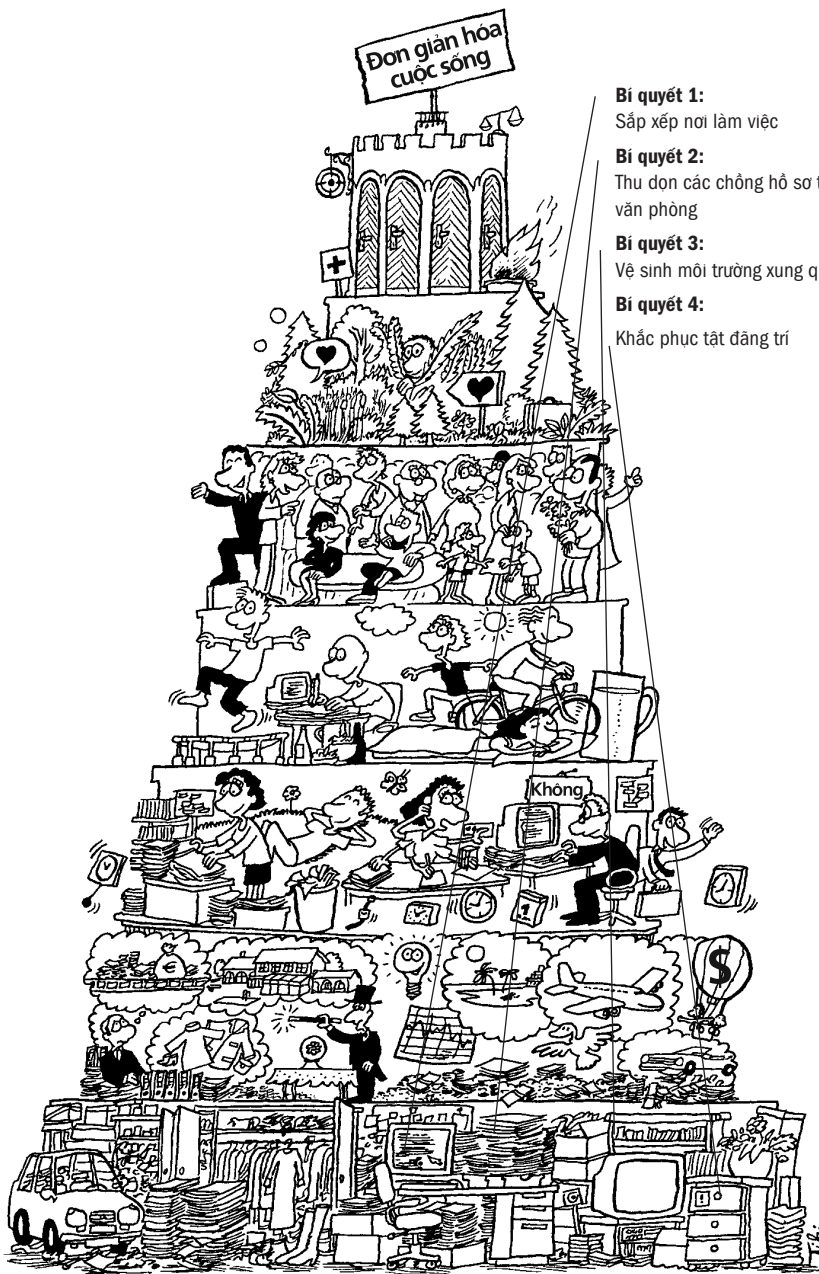 Đơn giản hóa
cuộc sống
Bí quyết 1:
Sắp xếp nơi làm việc
Bí quyết 2:
Thu dọn các chồng hồ sơ t
văn phòng
Bí quyết 3:
Vệ sinh môi trường xung q
Bí quyết 4:
Khắc phục tật đãng trí
Không
1
€
$